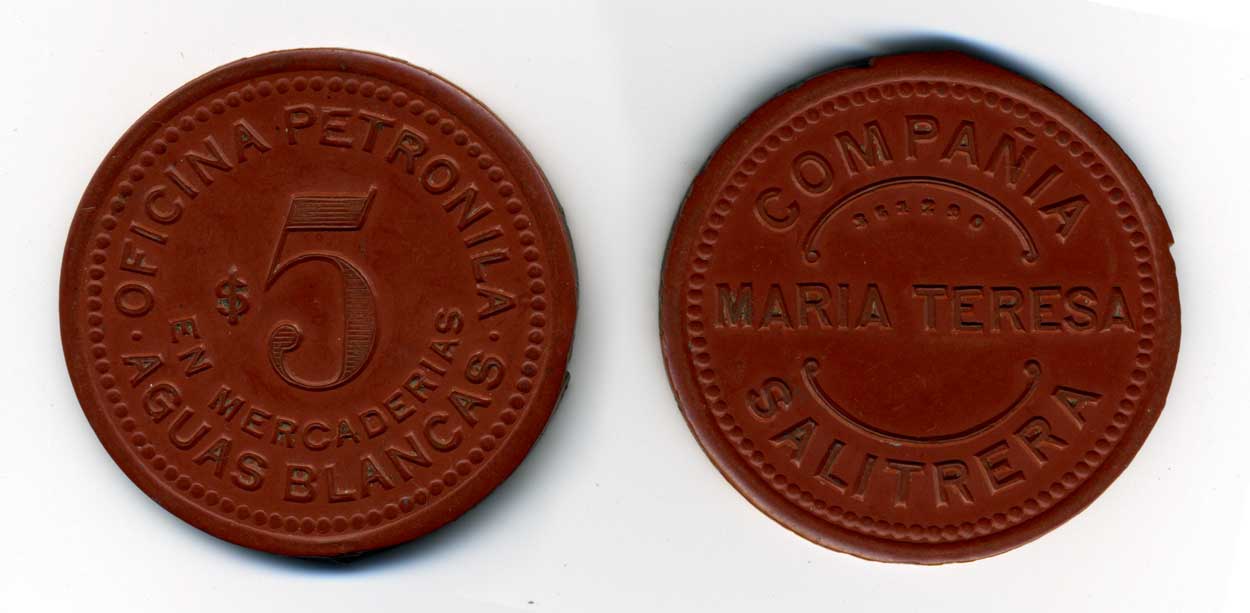 · OFICINA PETRONILA ·
$ 5
EN MERCADERIAS
AGUAS BLANCAS
COMPAÑIA
MARIA TERESA
SALITRERA